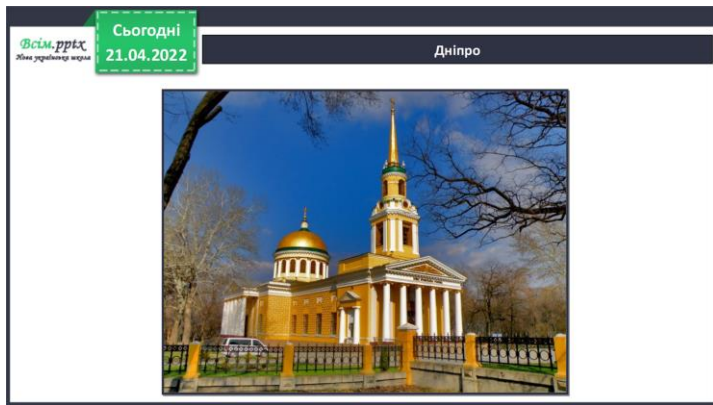 Всім.pptx
Нова українська школа
Сьогодні
21.04.2022
Дніпро